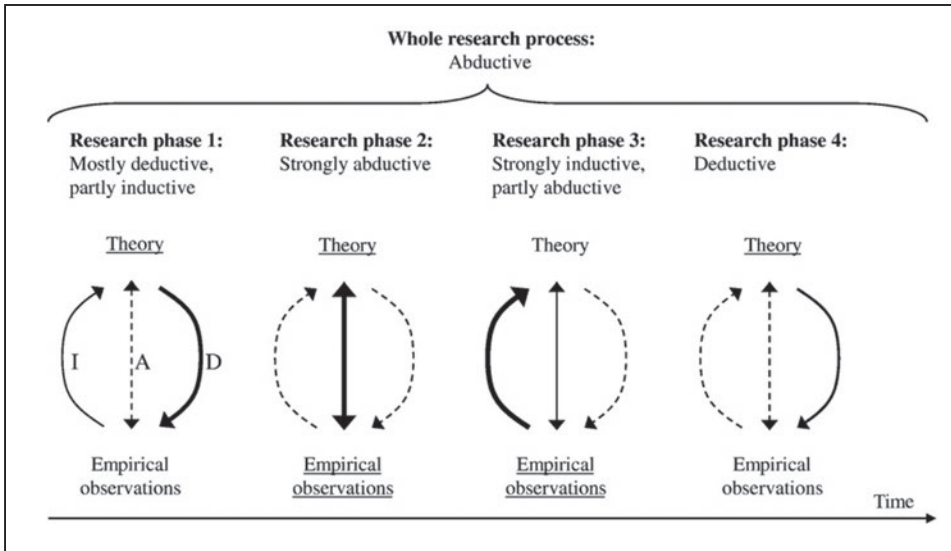 Whole research process:
Abductive
Research phase 1:
Mostly deductive,
partly inductive
Research phase 2:
Strongly abductive
Research phase 3:
Strongly inductive,
partly abductive
Research phase 4:
Deductive
Theory
Theory
Theory
Theory
I
A
D
Empirical
observations
Empirical
observations
Empirical
observations
Empirical
observations
Time